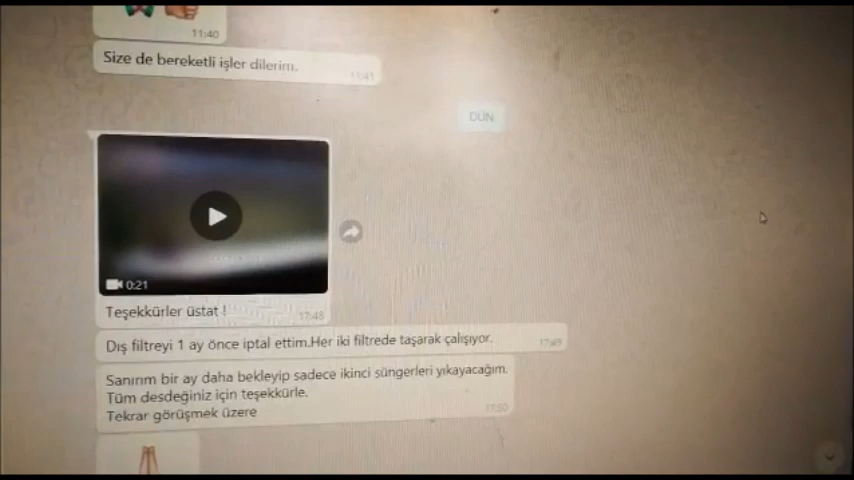 11:40
Size de bereketli işler dilerim.
11:41
DÜN
0:21
Teşekkürler üstat !
17:48
Dış filtreyi 1 ay önce iptal ettim.Her iki filtrede taşarak çalışıyor.
17:49
Sanırım bir ay daha bekleyip sadece ikinci süngerleri yıkayacağım.
Tüm desdeğiniz için teşekkürle.
Tekrar görüşmek üzere
17:50